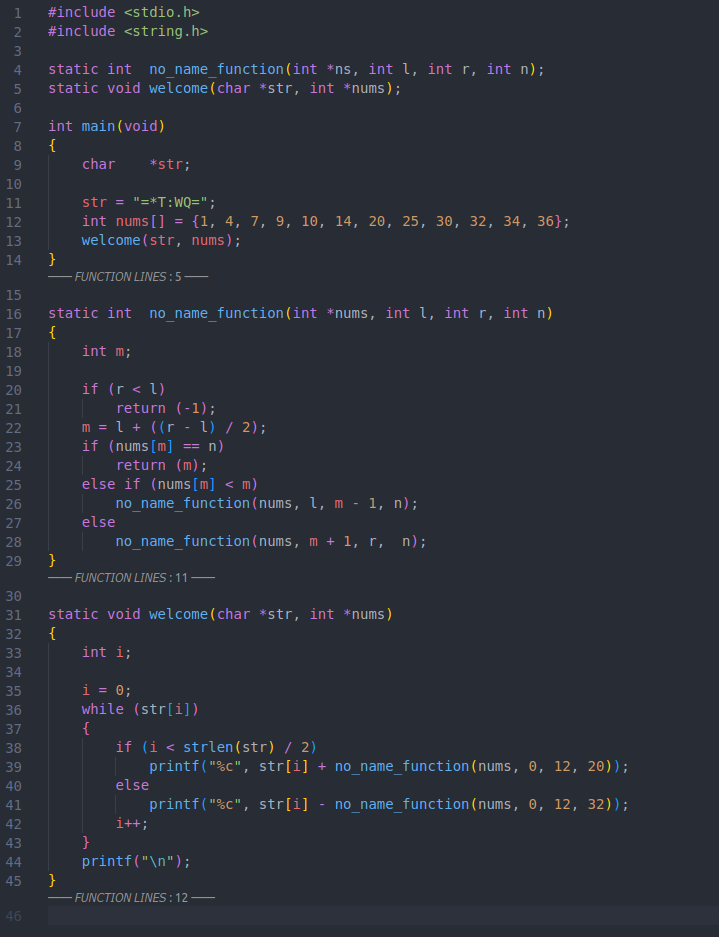 1 #include <stdio.h>
2 #include <string.h>
3
4 static int  no_name_function(int *ns, int l, int r, int n);
5 static void welcome(char *str, int *nums);
6
7 int main(void)
8 {
9     char    *str;
10
11     str = "=*T:WQ=";
12     int nums[] = {1, 4, 7, 9, 10, 14, 20, 25, 30, 32, 34, 36};
13     welcome(str, nums);
14 }
FUNCTION LINES : 5
15
16 static int  no_name_function(int *nums, int l, int r, int n)
17 {
18     int m;
19
20     if (r < l)
21         return (-1);
22     m = l + ((r - l) / 2);
23     if (nums[m] == n)
24         return (m);
25     else if (nums[m] < m)
26         no_name_function(nums, l, m - 1, n);
27     else
28         no_name_function(nums, m + 1, r,  n);
29 }
FUNCTION LINES : 11
30
31 static void welcome(char *str, int *nums)
32 {
33     int i;
34
35     i = 0;
36     while (str[i])
37     {
38         if (i < strlen(str) / 2)
39             printf("%c", str[i] + no_name_function(nums, 0, 12, 20));
40         else
41             printf("%c", str[i] - no_name_function(nums, 0, 12, 32));
42         i++;
43     }
44     printf("\n");
45 }
FUNCTION LINES : 12
46